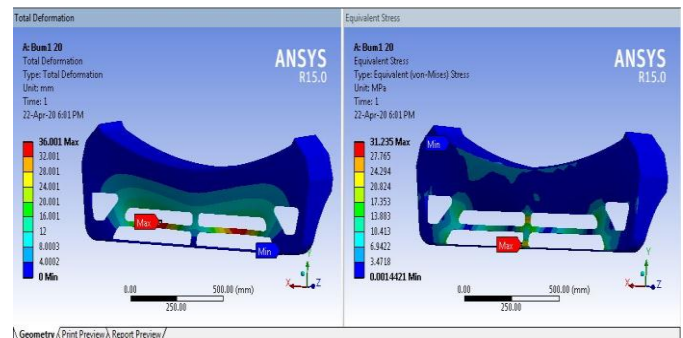 Total Deformation
A: Bum1 20
Total Deformation
Type: Total Deformation
Unit: mm
Time: 1
22-Apr-20 6:01 PM
36.001 Max
32.001
28.001
24.001
20.001
16.001
12
8.0003
4.0002
0 Min
ANSYS
R15.0
Max
Min
0.00
500.00 (mm)
250.00
Y
X
Z
Equivalent Stress
A: Bum1 20
Equivalent Stress
Type: Equivalent (von-Mises) Stress
Unit: MPa
Time: 1
22-Apr-20 6:01 PM
31.235 Max
27.765
24.294
20.824
17.353
13.883
10.413
6.9422
3.4718
0.0014421 Min
ANSYS
R15.0
Min
Max
0.00
500.00 (mm)
250.00
Y
X
Z
Geometry / Print Preview / Report Preview /